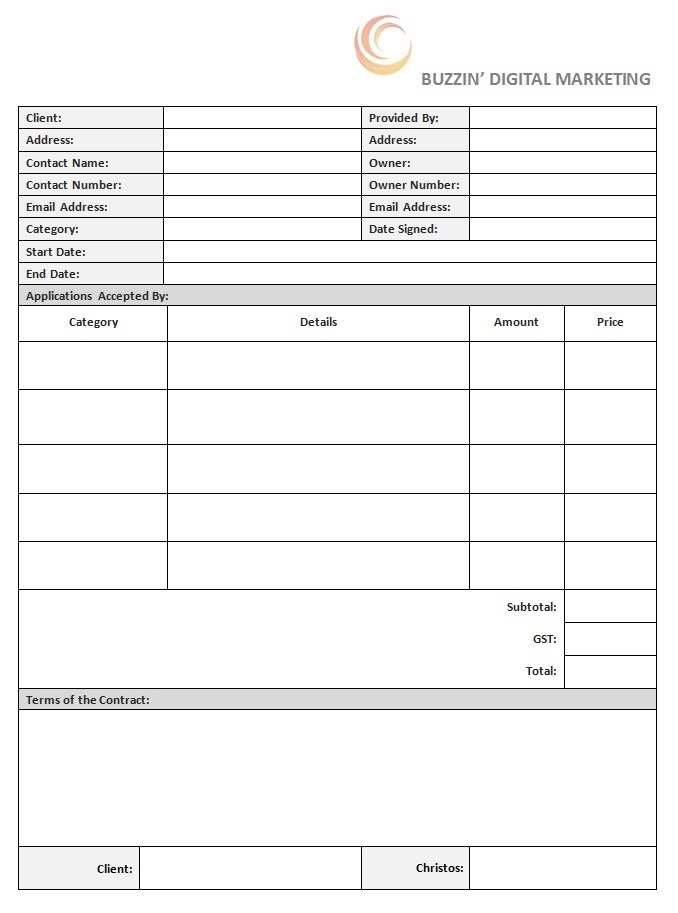 BUZZIN’ DIGITAL MARKETING
Client: Provided By:
Address: Address:
Contact Name: Owner:
Contact Number: Owner Number:
Email Address: Email Address:
Category: Date Signed:
Start Date:
End Date:
Applications Accepted By:
Category Details Amount Price
Subtotal:
GST:
Total:
Terms of the Contract:
Client: Christos: